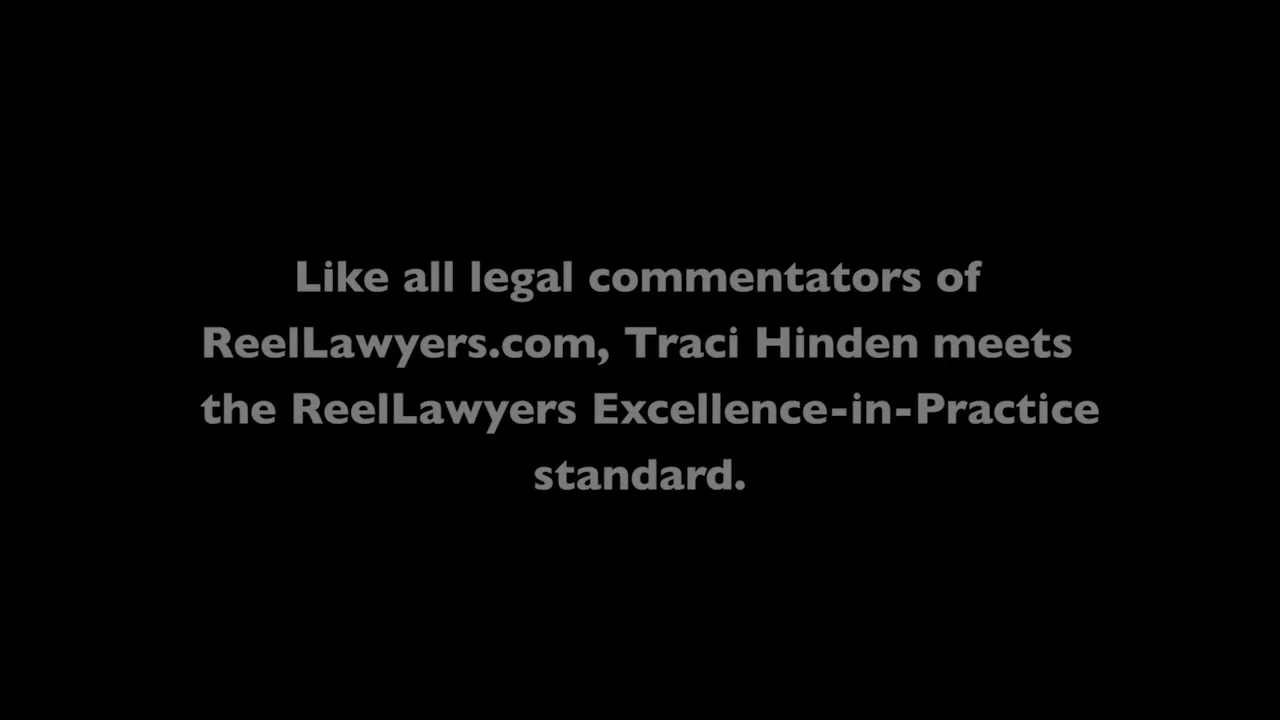 Like all legal commentators of
ReelLawyers.com, Traci Hinden meets
the ReelLawyers Excellence-in-Practice
standard.